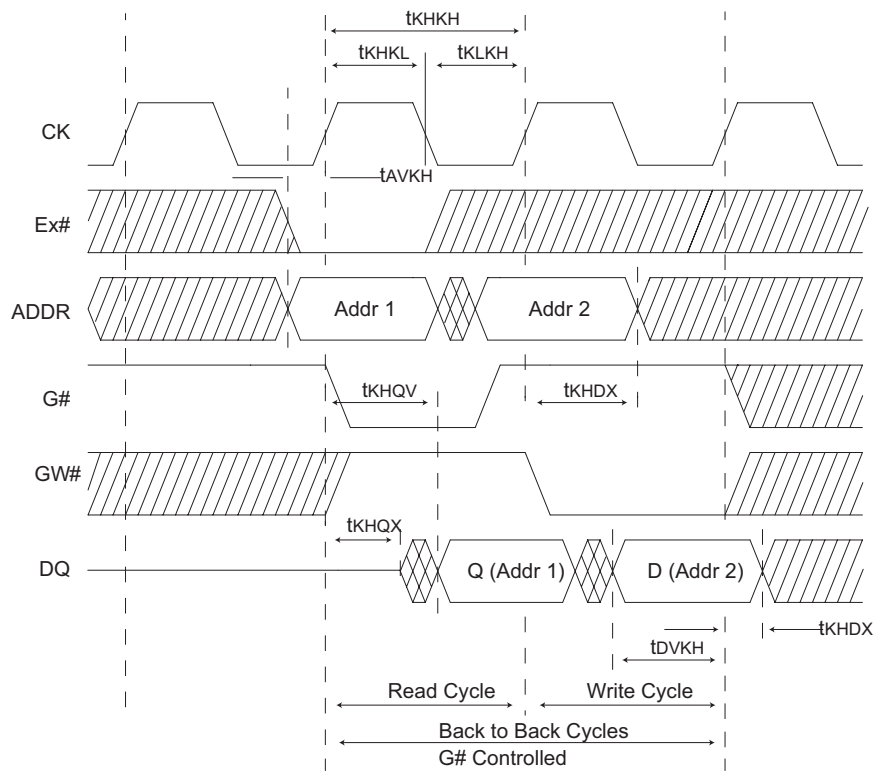 tKHKH
tKHKL
tKLKH
CK
tAVKH
Ex#
ADDR
Addr 1
Addr 2
G#
tKHQV
tKHDX
GW#
tKHQX
DQ
Q (Addr 1)
D (Addr 2)
tKHDX
tDVKH
Read Cycle
Write Cycle
Back to Back Cycles
G# Controlled